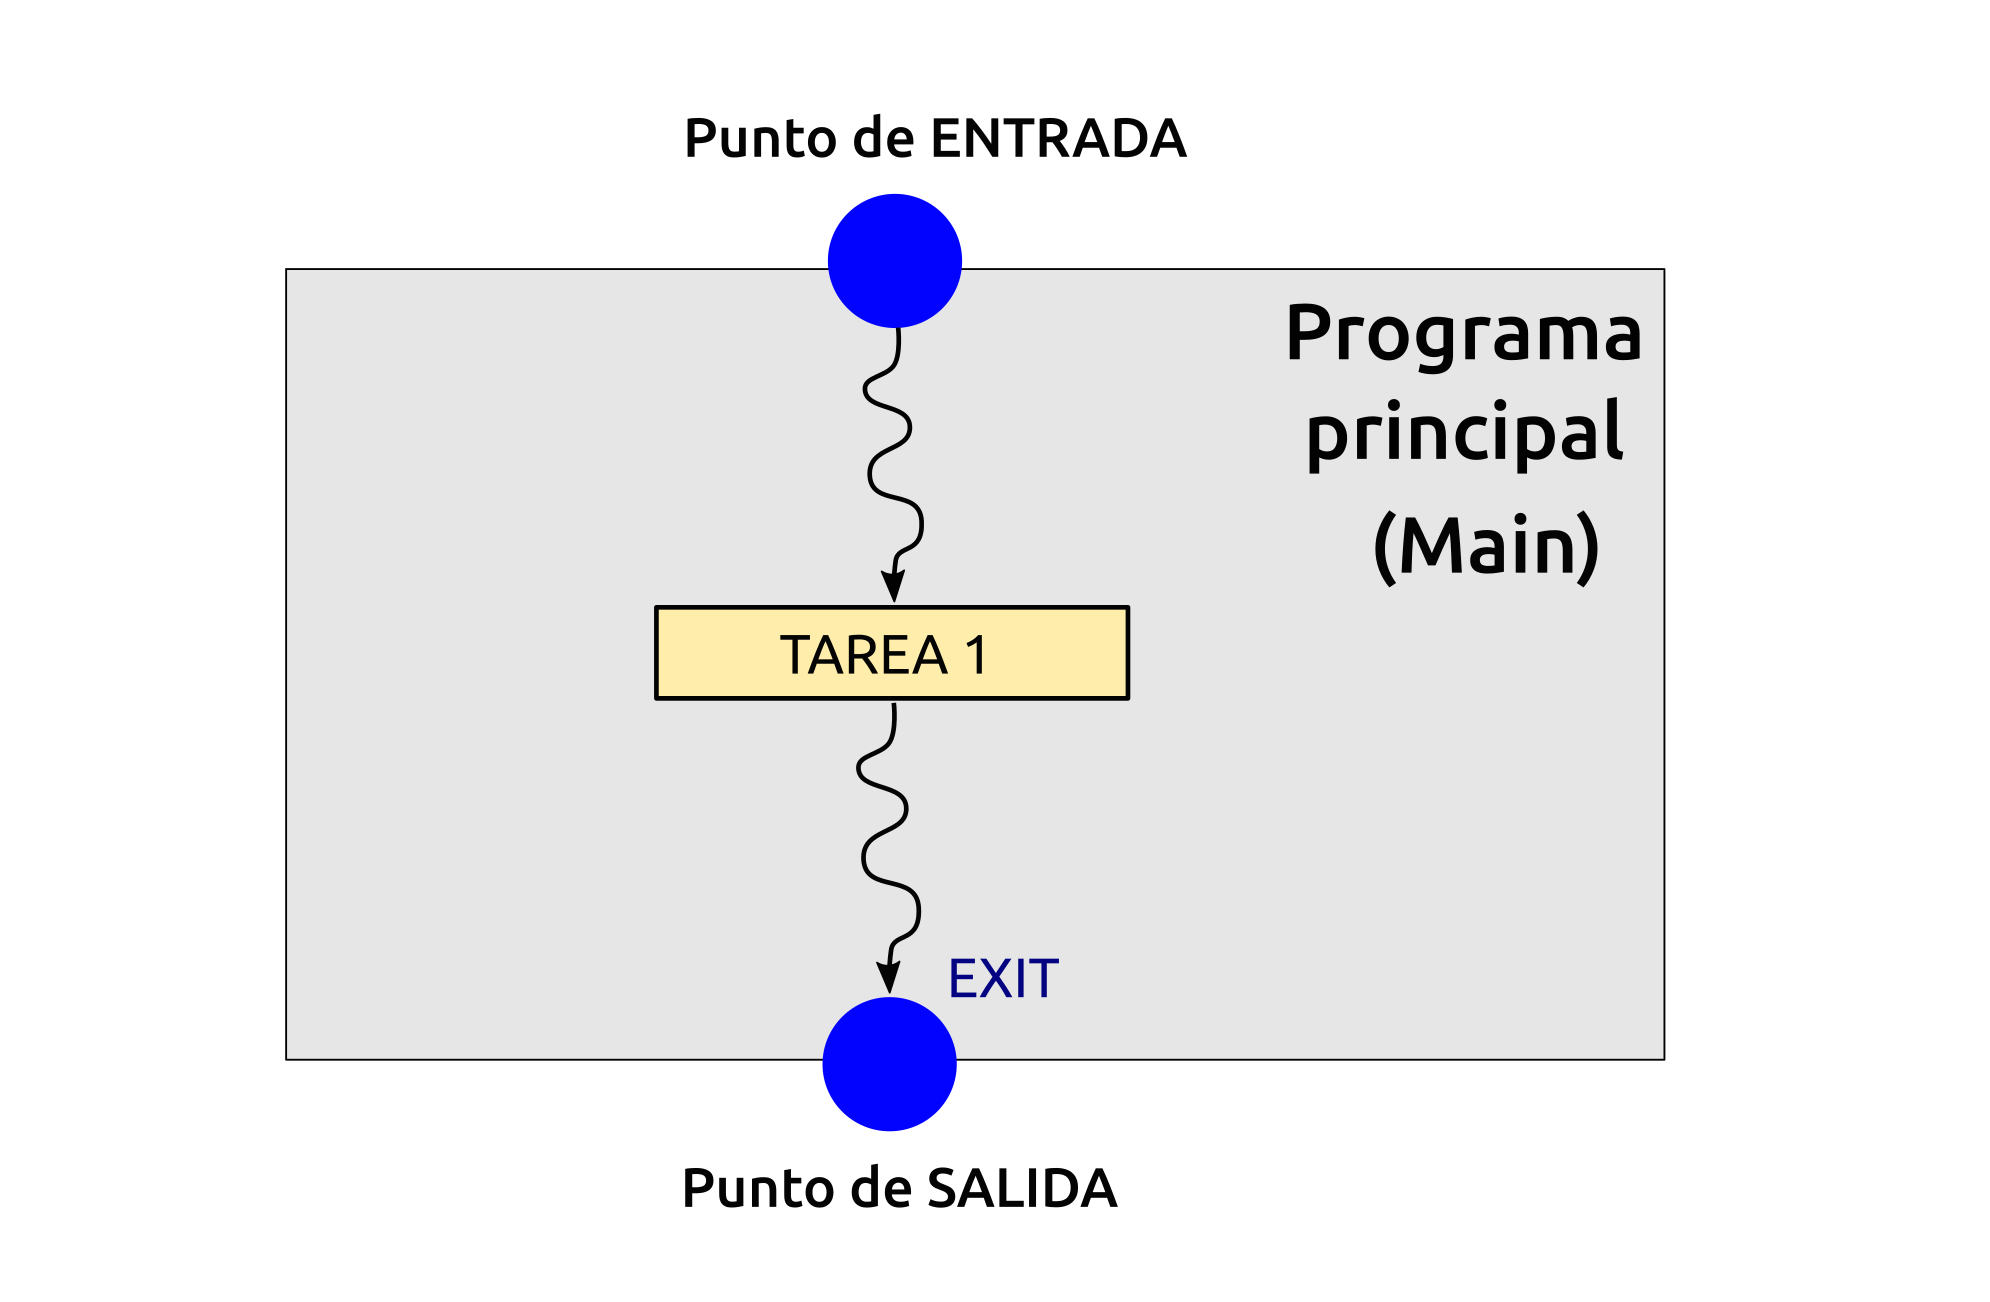 Punto de ENTRADA
Programa
principal
(Main)
TAREA 1
EXIT
Punto de SALIDA